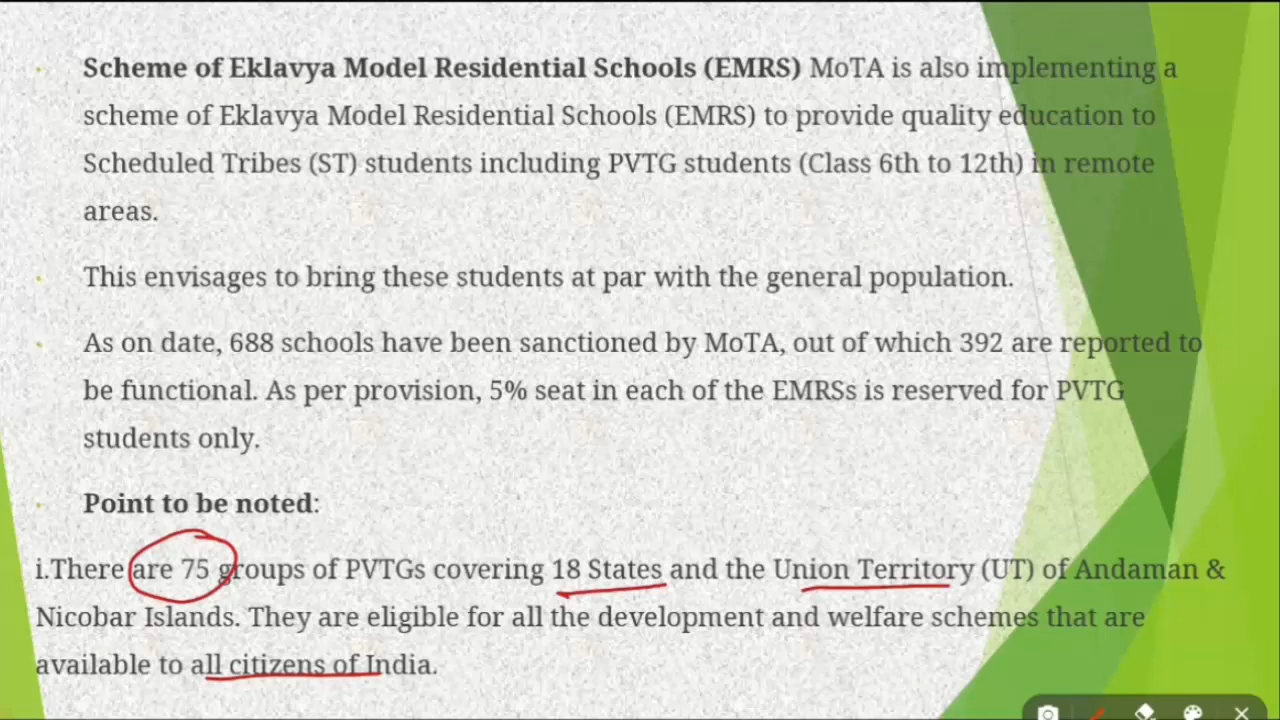 Scheme of Eklavya Model Residential Schools (EMRS) MoTA is also implementing a
scheme of Eklavya Model Residential Schools (EMRS) to provide quality education to
Scheduled Tribes (ST) students including PVTG students (Class 6th to 12th) in remote
areas.
This envisages to bring these students at par with the general population.
As on date, 688 schools have been sanctioned by MoTA, out of which 392 are reported to
be functional. As per provision, 5% seat in each of the EMRSs is reserved for PVTG
students only.
Point to be noted:
i.There are 75 groups of PVTGs covering 18 States and the Union Territory (UT) of Andaman &
Nicobar Islands. They are eligible for all the development and welfare schemes that are
available to all citizens of India.